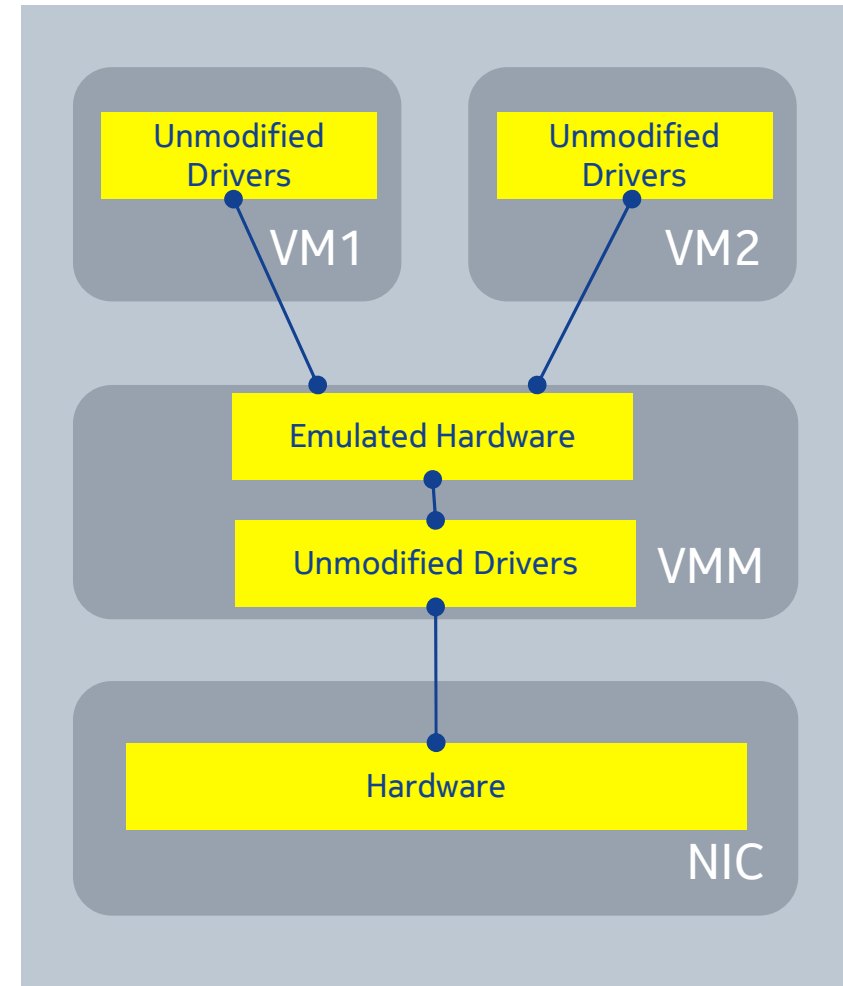 Unmodified
Drivers
VM1
Unmodified
Drivers
VM2
Emulated Hardware
Unmodified Drivers
VMM
Hardware
NIC